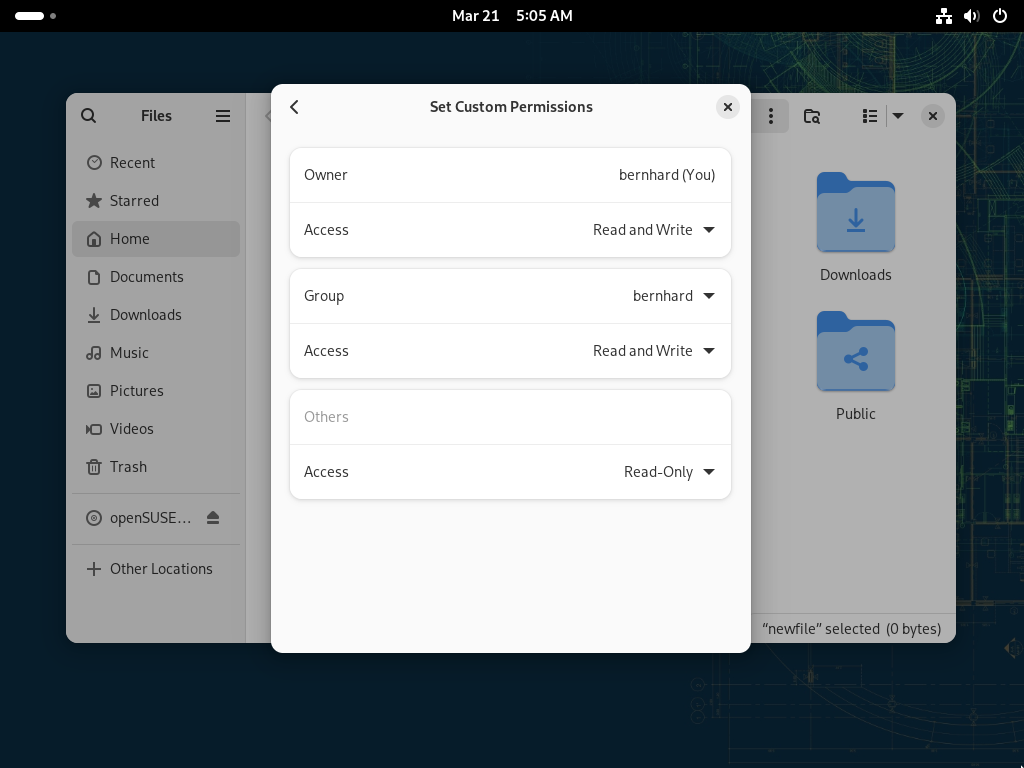 Mar 21 5:05 AM
Files
Recent
Starred
Home
Documents
Downloads
Music
Pictures
Videos
Trash
openSUSE…
Other Locations
Set Custom Permissions
Owner bernhard (You)
Access Read and Write
Group bernhard
Access Read and Write
Others
Access Read-Only
Downloads
Public
“newfile” selected (0 bytes)